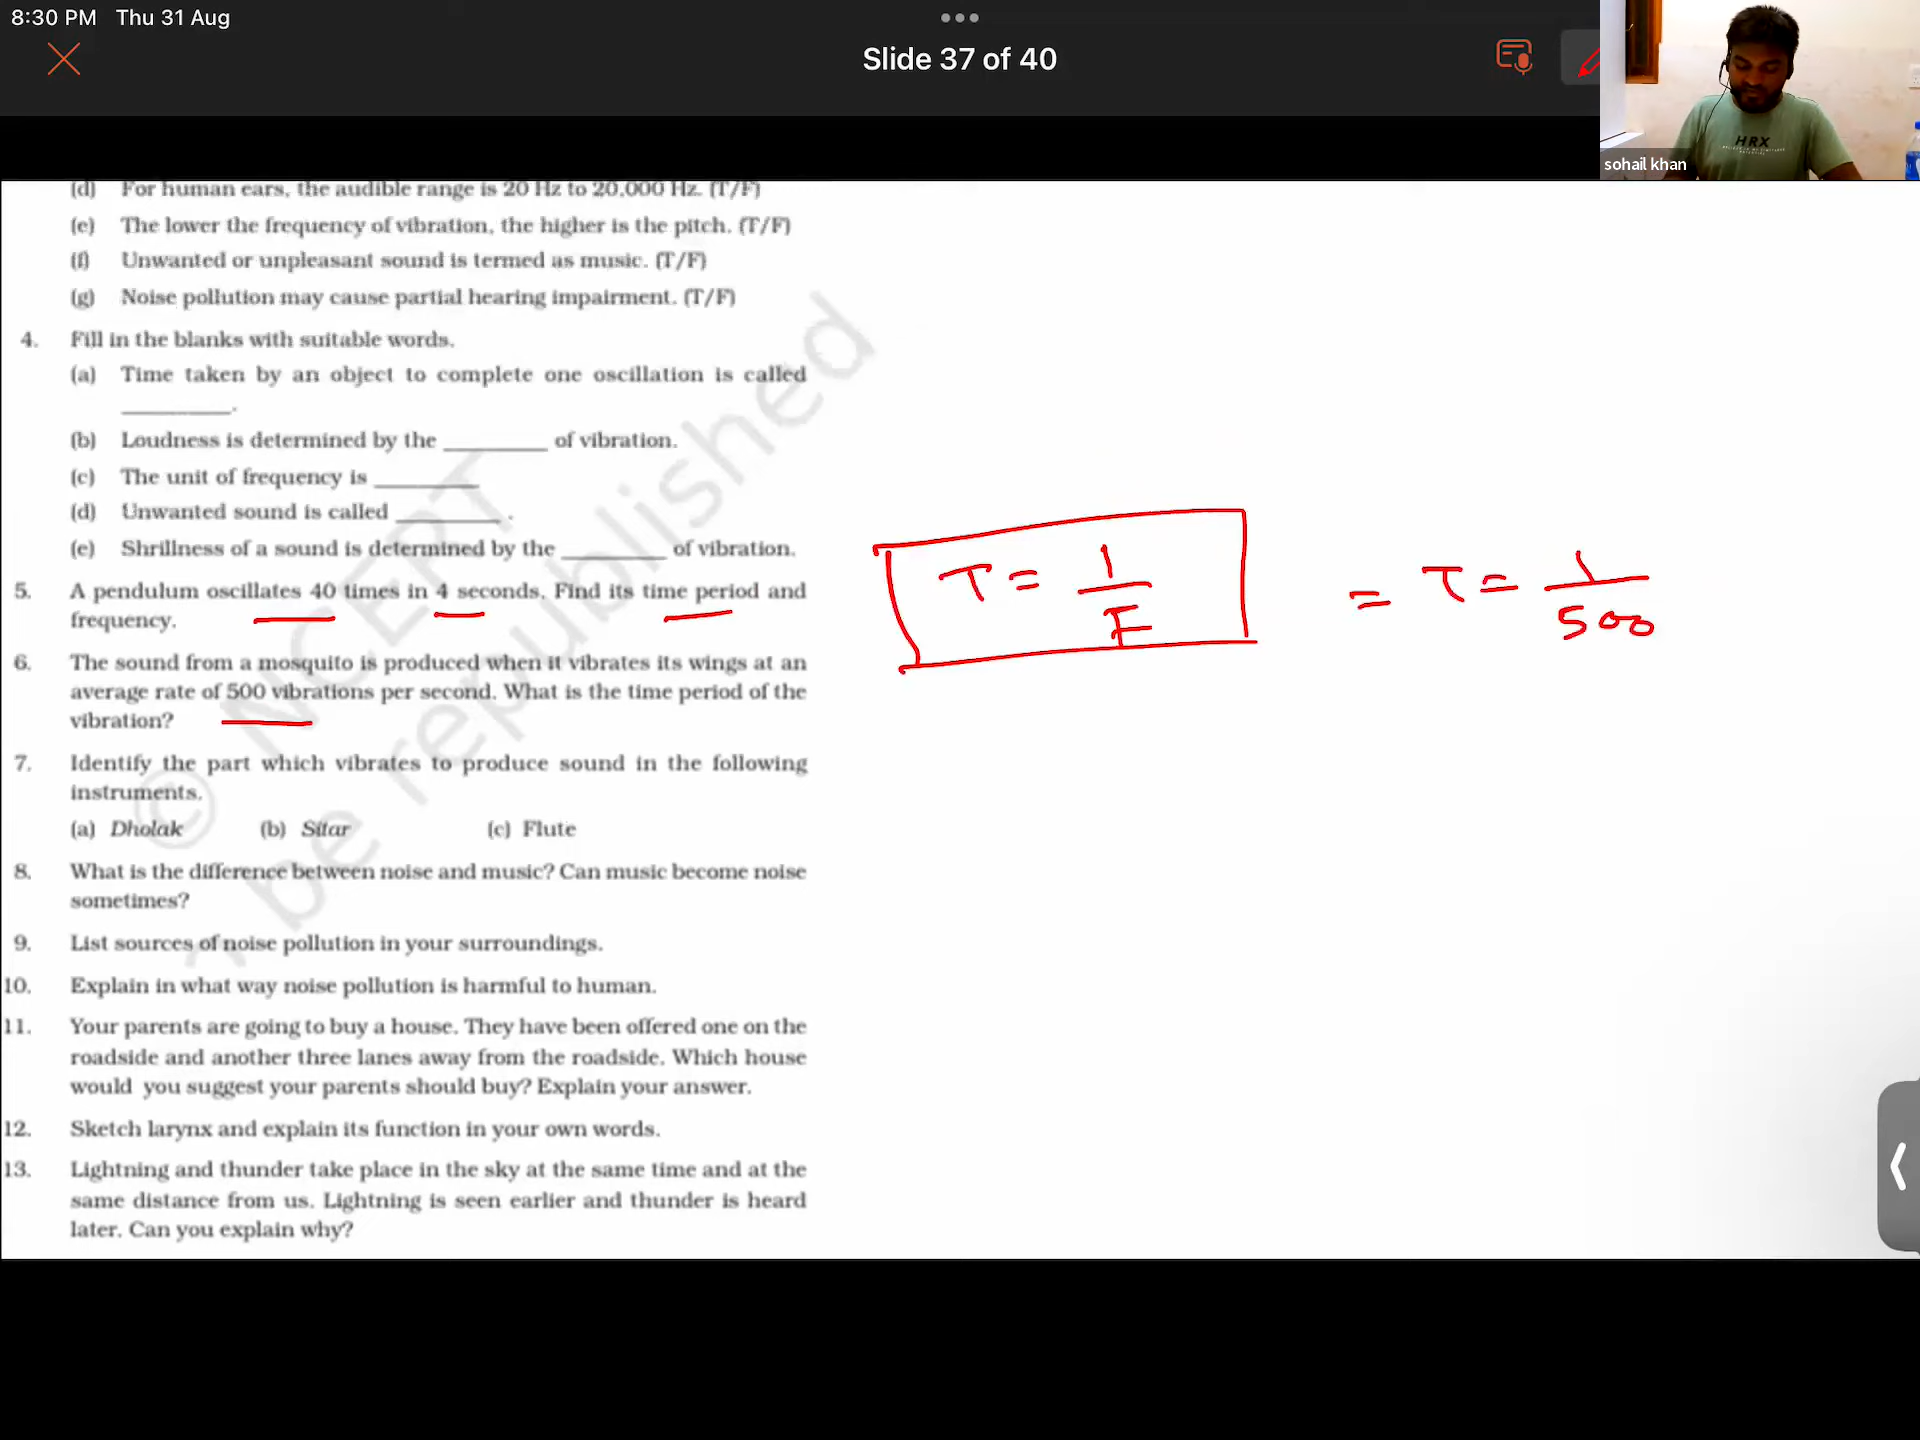 8:30 PM Thu 31 Aug
Slide 37 of 40
HRX
sohail khan
(d) For human ears, the audible range is 20 Hz to 20,000 Hz. (T/F)
(e) The lower the frequency of vibration, the higher is the pitch. (T/F)
(f) Unwanted or unpleasant sound is termed as music. (T/F)
(g) Noise pollution may cause partial hearing impairment. (T/F)
4. Fill in the blanks with suitable words.
(a) Time taken by an object to complete one oscillation is called
__________.
(b) Loudness is determined by the __________ of vibration.
(c) The unit of frequency is __________
(d) Unwanted sound is called __________ .
(e) Shrillness of a sound is determined by the __________ of vibration.
5. A pendulum oscillates 40 times in 4 seconds. Find its time period and
frequency.
6. The sound from a mosquito is produced when it vibrates its wings at an
average rate of 500 vibrations per second. What is the time period of the
vibration?
7. Identify the part which vibrates to produce sound in the following
instruments.
(a) Dholak (b) Sitar (c) Flute
8. What is the difference between noise and music? Can music become noise
sometimes?
9. List sources of noise pollution in your surroundings.
10. Explain in what way noise pollution is harmful to human.
11. Your parents are going to buy a house. They have been offered one on the
roadside and another three lanes away from the roadside. Which house
would you suggest your parents should buy? Explain your answer.
12. Sketch larynx and explain its function in your own words.
13. Lightning and thunder take place in the sky at the same time and at the
same distance from us. Lightning is seen earlier and thunder is heard
later. Can you explain why?
© NCERT
be republished
T = 1/F
= T = 1/500